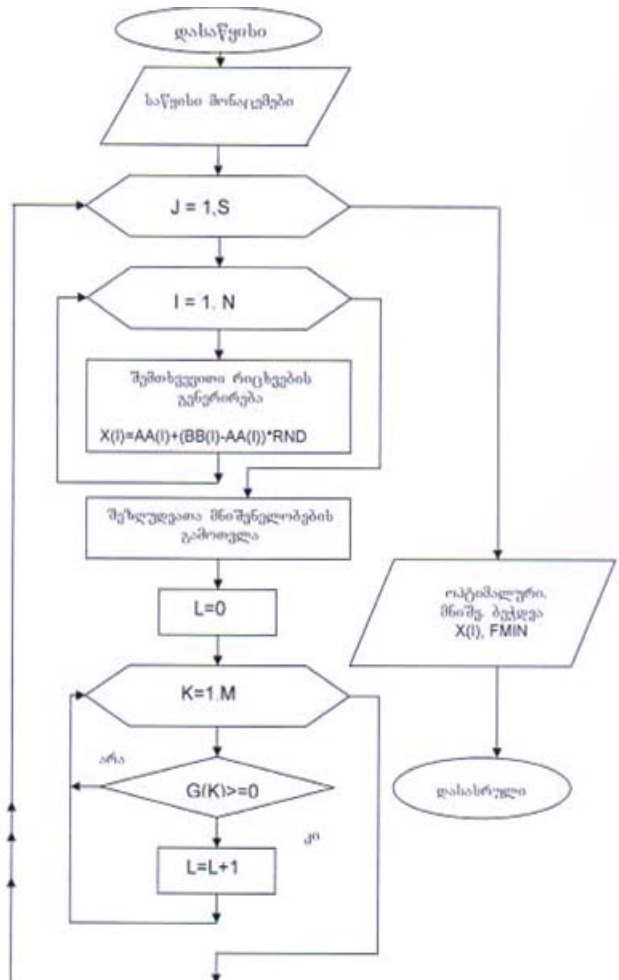 დასაწყისი
საწყისი მონაცემები
J = 1,S
I = 1. N
შემთხვევითი რიცხვების
გენერირება
X(I)=AA(I)+(BB(I)-AA(I))*RND
შეზღუდვათა მნიშვნელობების
გამოთვლა
L=0
ოპტიმალური.
მნიშვ. ბეჭდვა
X(I), FMIN
K=1.M
არა
G(K)>=0
დასასრული
კი
L=L+1